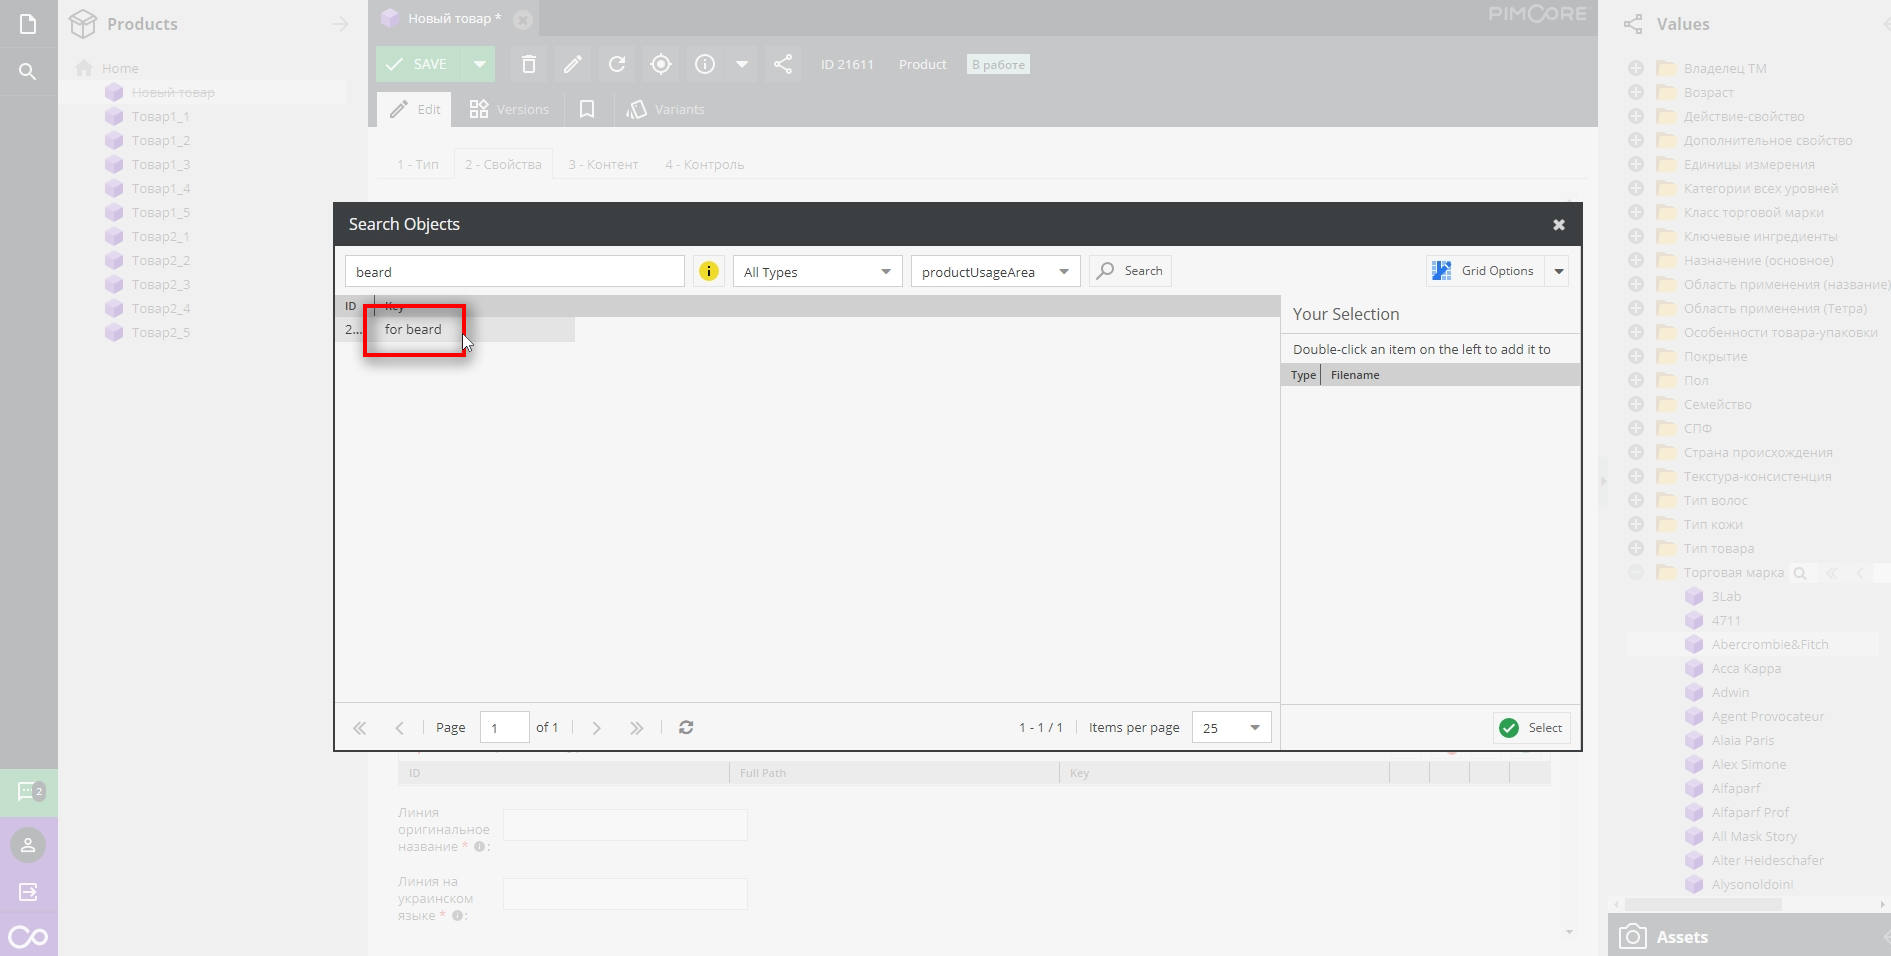 Products
Home
Новый товар
Товар1_1
Товар1_2
Товар1_3
Товар1_4
Товар1_5
Товар2_1
Товар2_2
Товар2_3
Товар2_4
Товар2_5
2
Новый товар *
PIMCORE
SAVE
ID 21611
Product
В работе
Edit
Versions
Variants
1 - Тип
2 - Свойства
3 - Контент
4 - Контроль
Search Objects
beard
All Types
productUsageArea
Search
Grid Options
ID
Key
2...
for beard
Your Selection
Double-click an item on the left to add it to
Type
Filename
Page
1
of 1
1 - 1 / 1
Items per page
25
Select
ID
Full Path
Key
Линия
оригинальное
название * :
Линия на
украинском
языке * :
Values
Владелец ТМ
Возраст
Действие-свойство
Дополнительное свойство
Единицы измерения
Категории всех уровней
Класс торговой марки
Ключевые ингредиенты
Назначение (основное)
Область применения (название)
Область применения (Тетра)
Особенности товара-упаковки
Покрытие
Пол
Семейство
СПФ
Страна происхождения
Текстура-консистенция
Тип волос
Тип кожи
Тип товара
Торговая марка
3Lab
4711
Abercrombie&Fitch
Acca Kappa
Adwin
Agent Provocateur
Alaia Paris
Alex Simone
Alfaparf
Alfaparf Prof
All Mask Story
Alter Heideschafer
Alysonoldoini
Assets